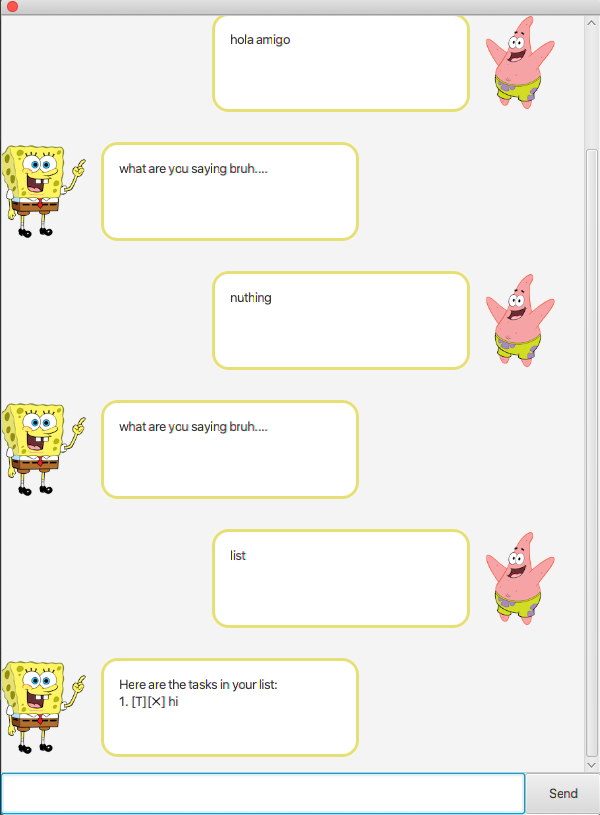 hola amigo
what are you saying bruh....
nuthing
what are you saying bruh....
list
Here are the tasks in your list:
1. [T][✕] hi
Send